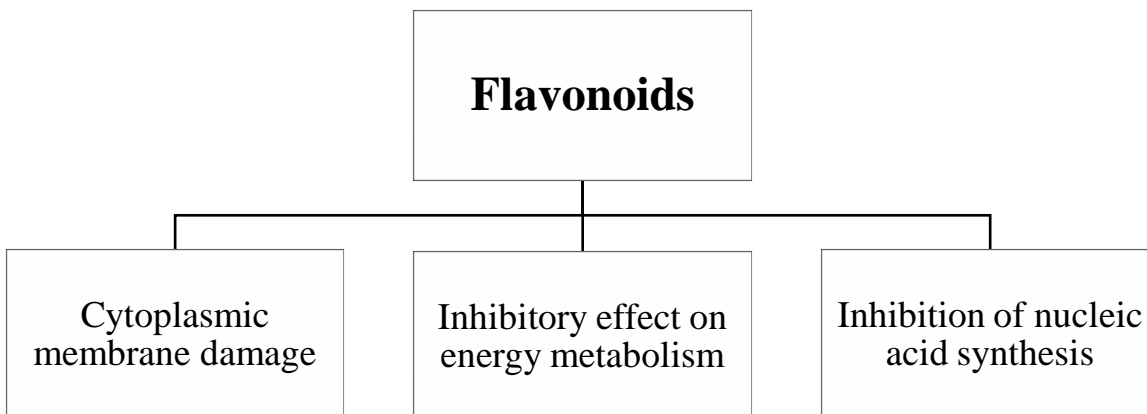 Flavonoids
Cytoplasmic
membrane damage
Inhibitory effect on
energy metabolism
Inhibition of nucleic
acid synthesis